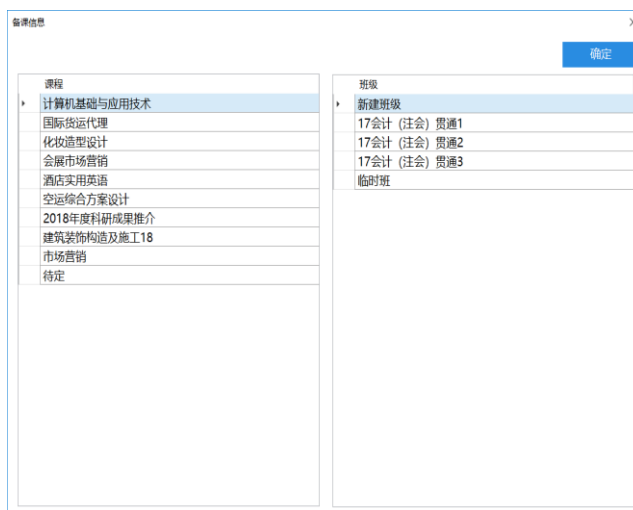 备课信息
确定
课程
计算机基础与应用技术
国际货运代理
化妆造型设计
会展市场营销
酒店实用英语
空运综合方案设计
2018年度科研成果推介
建筑装饰构造及施工18
市场营销
待定
班级
新建班级
17会计（注会）贯通1
17会计（注会）贯通2
17会计（注会）贯通3
临时班